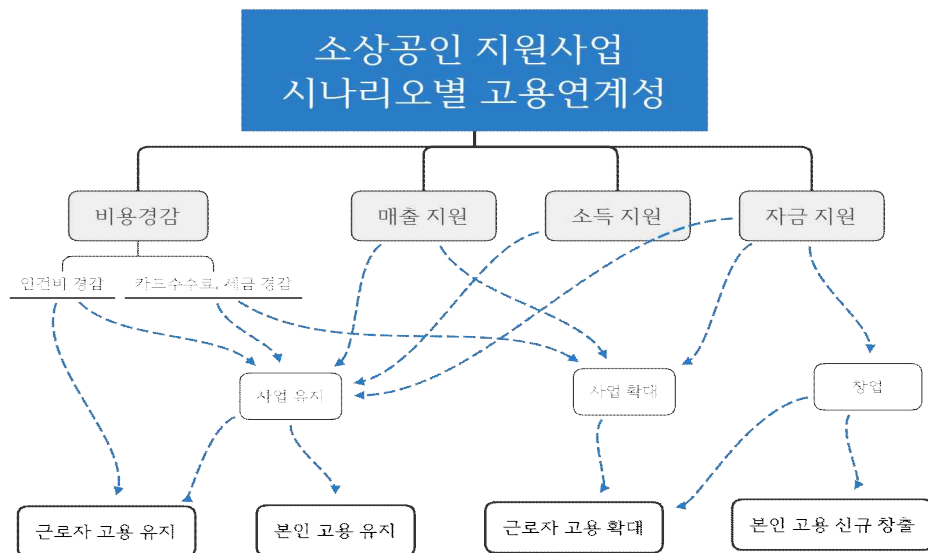 소상공인 지원사업
시나리오별 고용연계성
비용경감
매출 지원
소득 지원
자금 지원
인건비 경감
카드수수료, 세금 경감
사업 유지
사업 확대
창업
근로자 고용 유지
본인 고용 유지
근로자 고용 확대
본인 고용 신규 창출